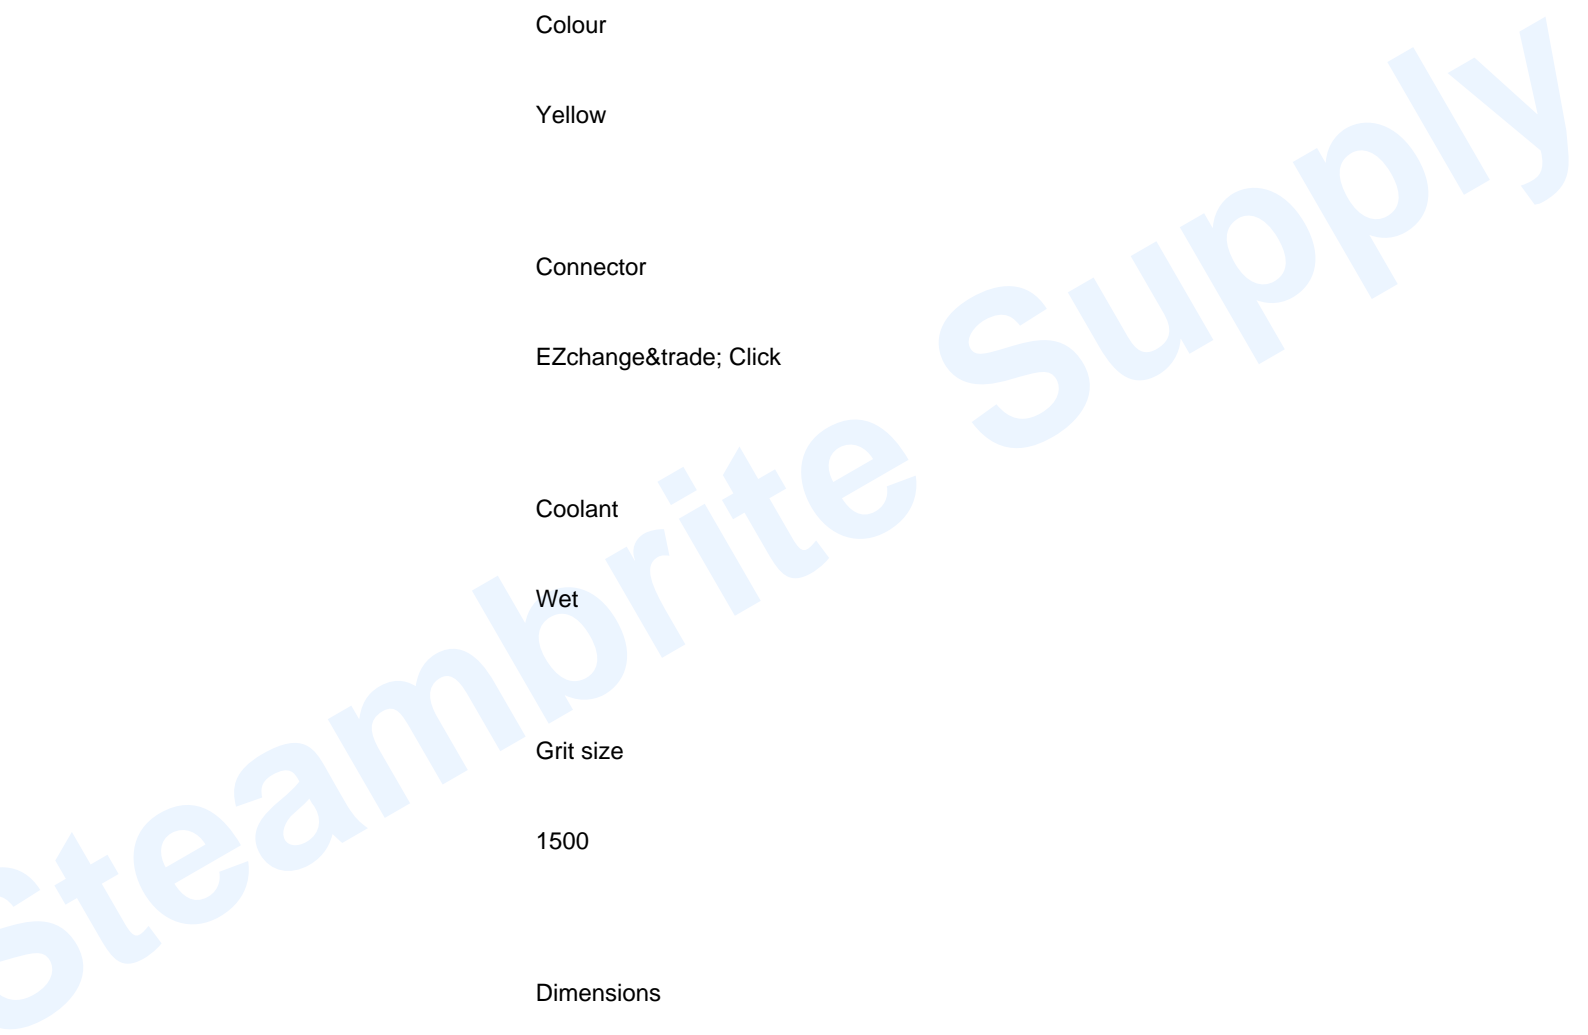 Colour
Yellow
Connector
EZchange&trade; Click
Coolant
Wet
Grit size
1500
Dimensions
Steambrite Supply